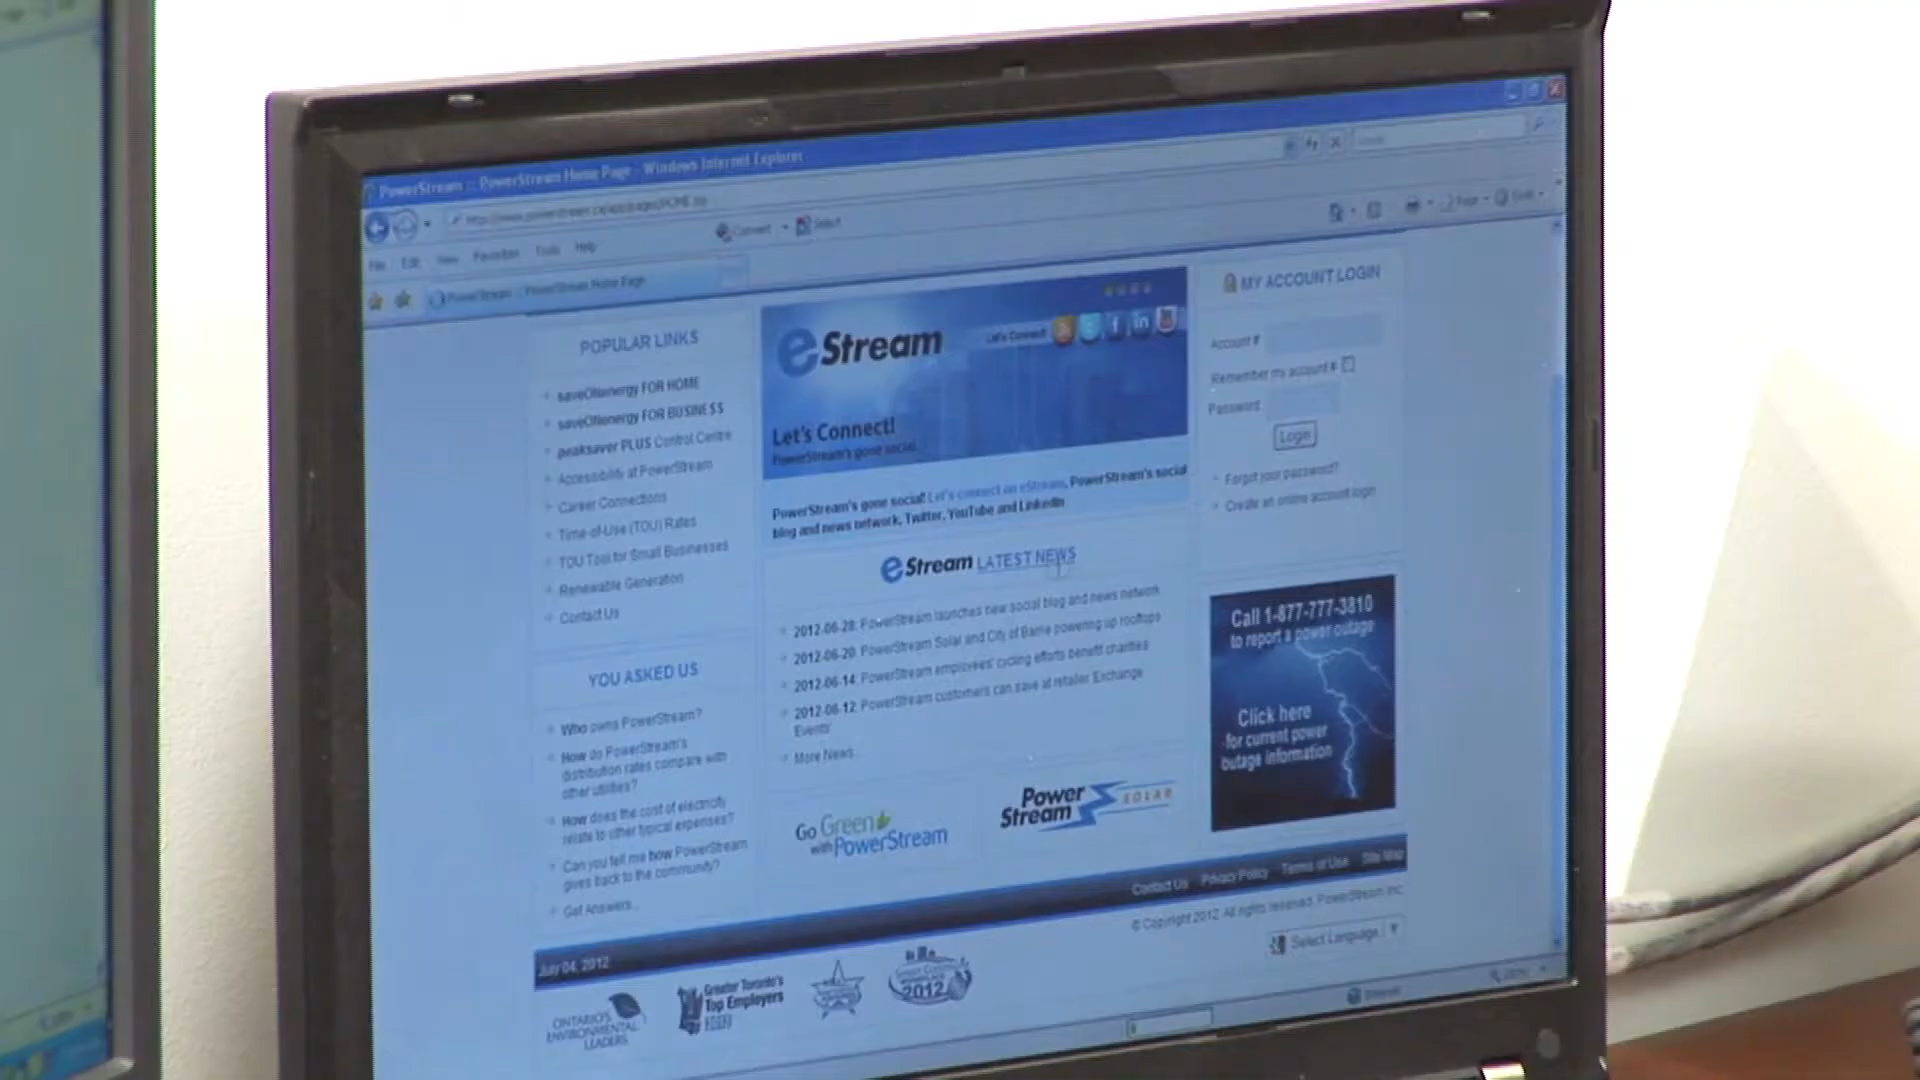 PowerStream :: PowerStream Home Page - Windows Internet Explorer
File Edit View Favorites Tools Help
Convert Select
PowerStream :: PowerStream Home Page
POPULAR LINKS
saveONenergy FOR HOME
saveONenergy FOR BUSINESS
peaksaver PLUS Control Centre
Accessibility at PowerStream
Career Connections
Time-of-Use (TOU) Rates
TOU Tool for Small Businesses
Renewable Generation
Contact Us
YOU ASKED US
Who owns PowerStream?
How do PowerStream's
distribution rates compare with
other utilities?
How does the cost of electricity
relate to other typical expenses?
Can you tell me how PowerStream
gives back to the community?
Get Answers...
eStream
Let's Connect
Let's Connect!
PowerStream's gone social.
PowerStream's gone social! Let's connect on eStream, PowerStream's social
blog and news network, Twitter, YouTube and LinkedIn
eStream LATEST NEWS
2012-06-28: PowerStream launches new social blog and news network
2012-06-20: PowerStream Solar and City of Barrie powering up rooftops
2012-06-14: PowerStream employees' cycling efforts benefit charities
2012-06-12: PowerStream customers can save at retailer 'Exchange
Events'
More News...
Go Green
with PowerStream
Power
Stream
SOLAR
MY ACCOUNT LOGIN
Account #
Remember my account #
Password
Login
Forgot your password?
Create an online account login
Call 1-877-777-3810
to report a power outage
Click here
for current power
outage information
Contact Us Privacy Policy Terms of Use Site Map
© Copyright 2012. All rights reserved. PowerStream Inc.
Select Language
July 04, 2012
ONTARIO'S
ENVIRONMENTAL
LEADERS
Greater Toronto's
Top Employers
2012
2012
Internet